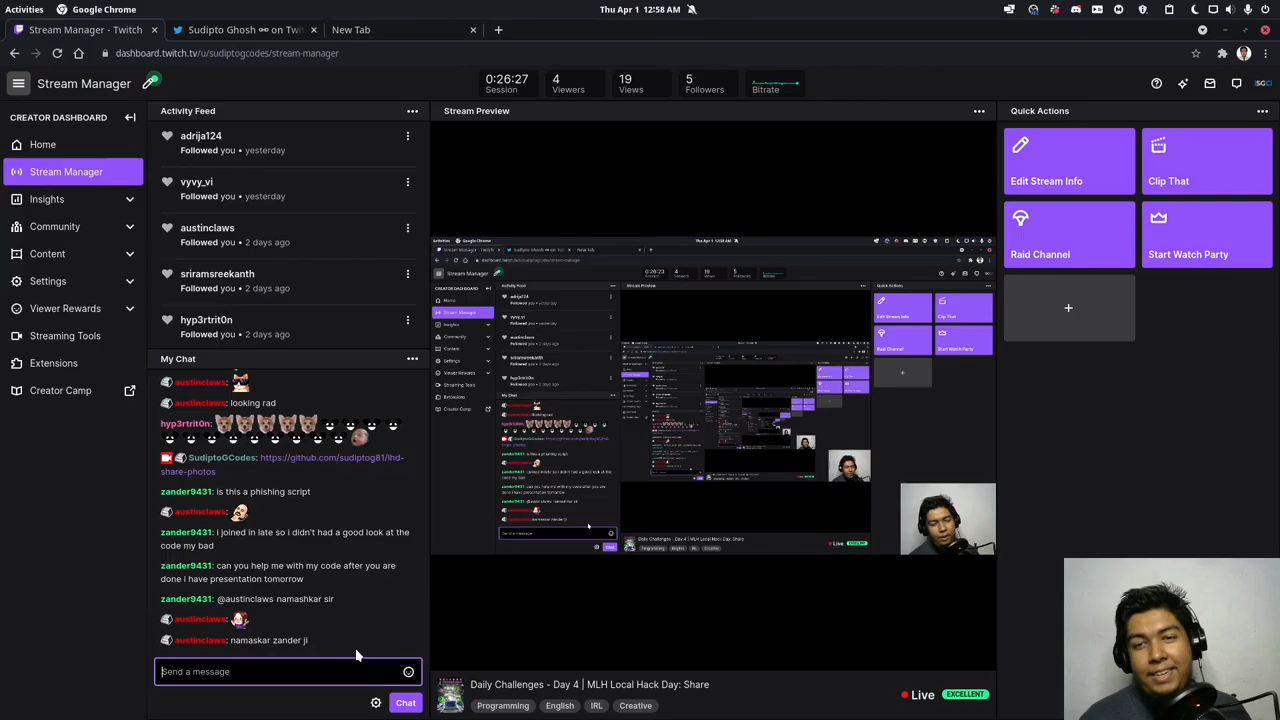 Activities
Google Chrome
Thu Apr 1 12:58 AM
Stream Manager - Twitch
Sudipto Ghosh
on Twit
New Tab
dashboard.twitch.tv/u/sudiptogcodes/stream-manager
Stream Manager
0:26:27
Session
4
Viewers
19
Views
5
Followers
Bitrate
CREATOR DASHBOARD
Home
Stream Manager
Insights
Community
Content
Settings
Viewer Rewards
Streaming Tools
Extensions
Creator Camp
Activity Feed
adrija124
Followed you • yesterday
vyvy_vi
Followed you • yesterday
austinclaws
Followed you • 2 days ago
sriramsreekanth
Followed you • 2 days ago
hyp3rtrit0n
Followed you • 2 days ago
My Chat
austinclaws:
austinclaws: looking rad
hyp3rtrit0n:
SudiptoGCodes: https://github.com/sudiptog81/lhd-
share-photos
zander9431: is this a phishing script
austinclaws:
zander9431: i joined in late so i didn't had a good look at the
code my bad
zander9431: can you help me with my code after you are
done i have presentation tomorrow
zander9431: @austinclaws namashkar sir
austinclaws:
austinclaws: namaskar zander ji
Send a message
Chat
Stream Preview
Daily Challenges - Day 4 | MLH Local Hack Day: Share
Programming
English
IRL
Creative
Live
EXCELLENT
Quick Actions
Edit Stream Info
Clip That
Raid Channel
Start Watch Party